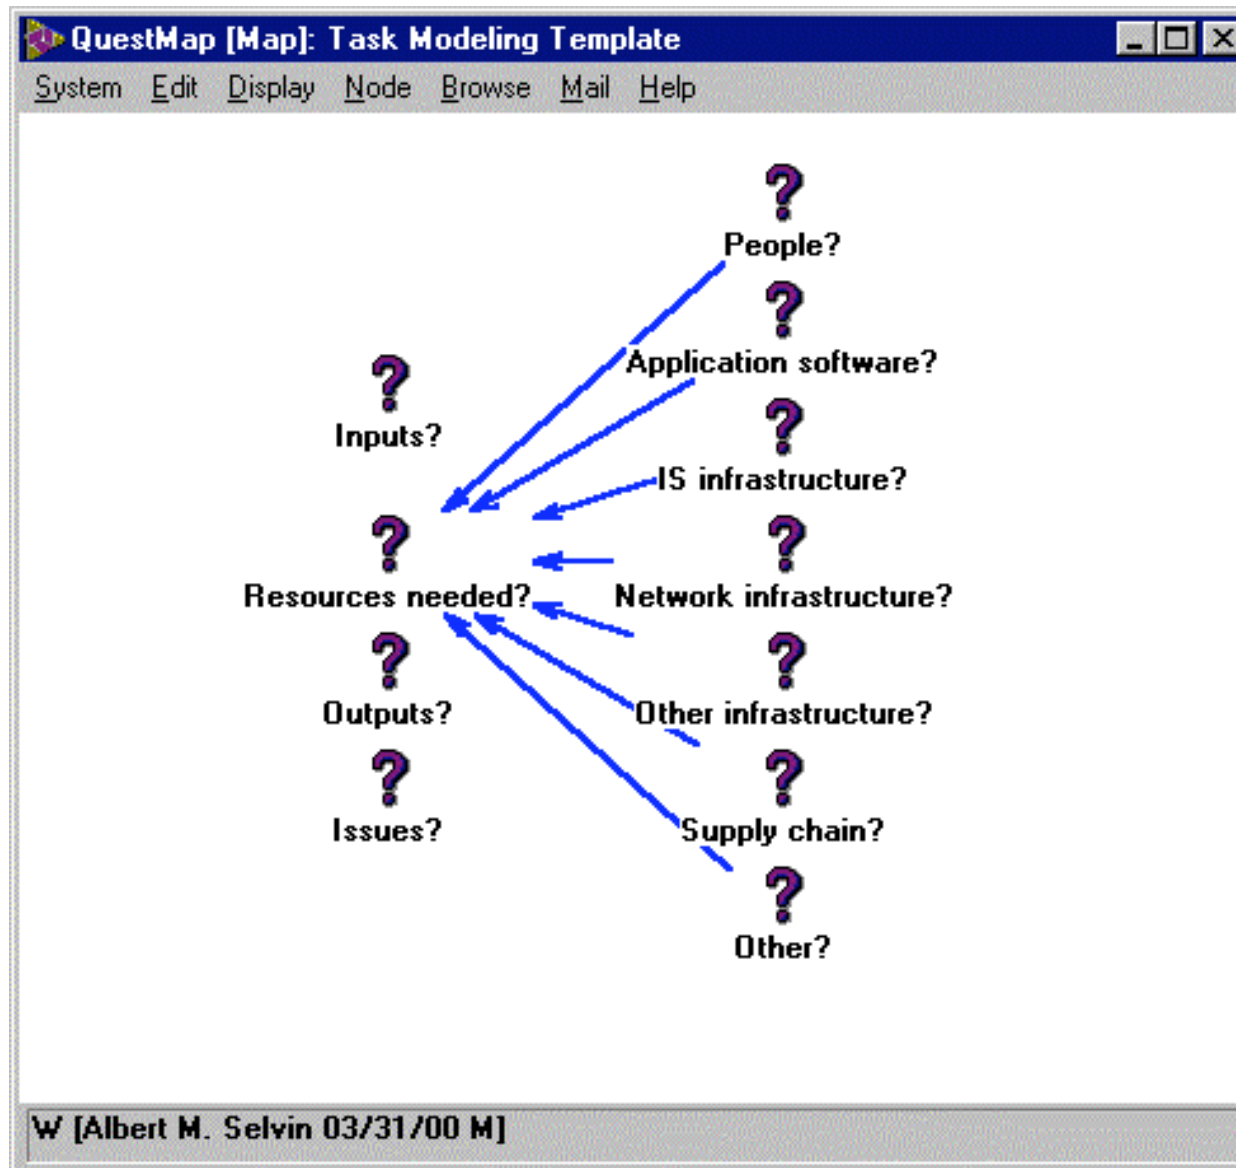 QuestMap [Map]: Task Modeling Template
System Edit Display Node Browse Mail Help
People?
Application software?
Inputs?
IS infrastructure?
Resources needed?
Network infrastructure?
Outputs?
Other infrastructure?
Issues?
Supply chain?
Other?
W [Albert M. Selvin 03/31/00 M]